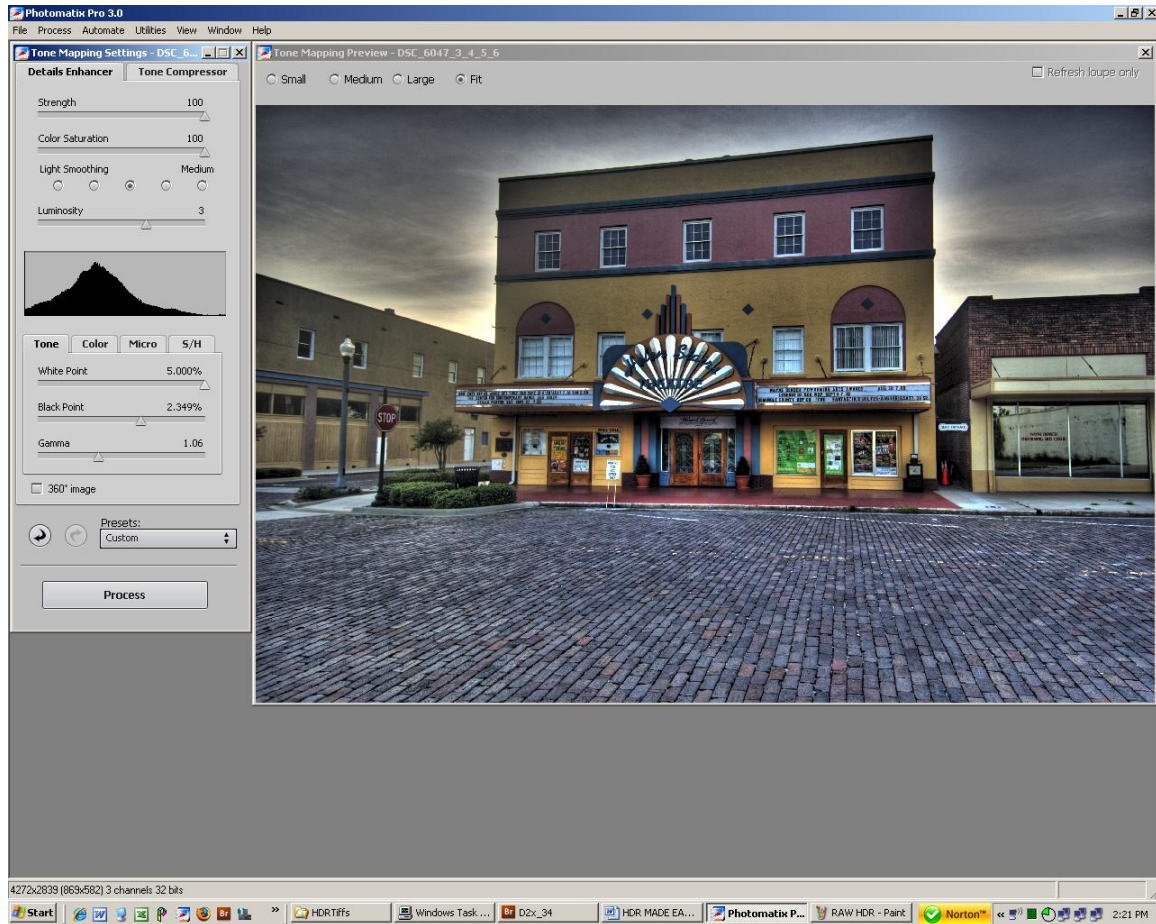 Photomatix Pro 3.0
File Process Automate Utilities View Window Help
Tone Mapping Settings - DSC_6...
Details Enhancer Tone Compressor
Strength 100
Color Saturation 100
Light Smoothing Medium
Luminosity 3
Tone Color Micro S/H
White Point 5.000%
Black Point 2.349%
Gamma 1.06
360° image
Presets:
Custom
Process
Tone Mapping Preview - DSC_6047_3_4_5_6
Small Medium Large Fit
Refresh loupe only
THEATRE
STOP
4272x2839 (869x582) 3 channels 32 bits
Start
»
HDRTiffs
Windows Task ...
Br D2x_34
HDR MADE EA...
Photomatix P...
RAW HDR - Paint
Norton™
«
2:21 PM